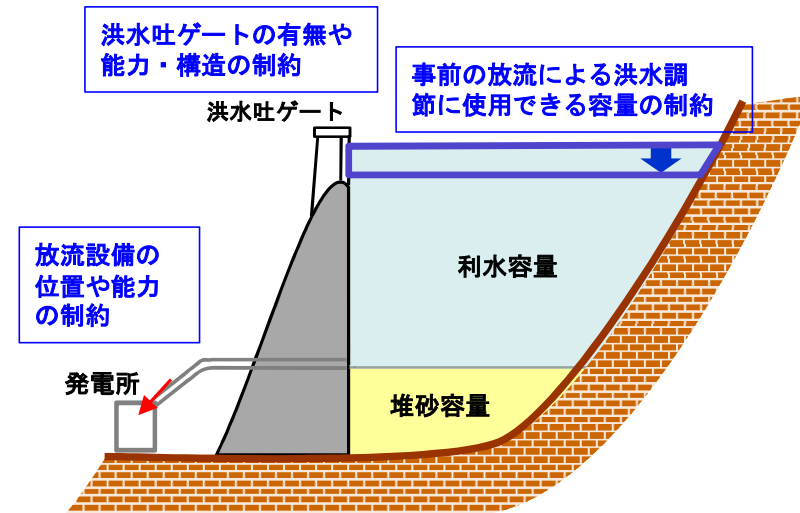 洪水吐ゲートの有無や
能力・構造の制約
事前の放流による洪水調
節に使用できる容量の制約
洪水吐ゲート
放流設備の
位置や能力
の制約
利水容量
発電所
堆砂容量